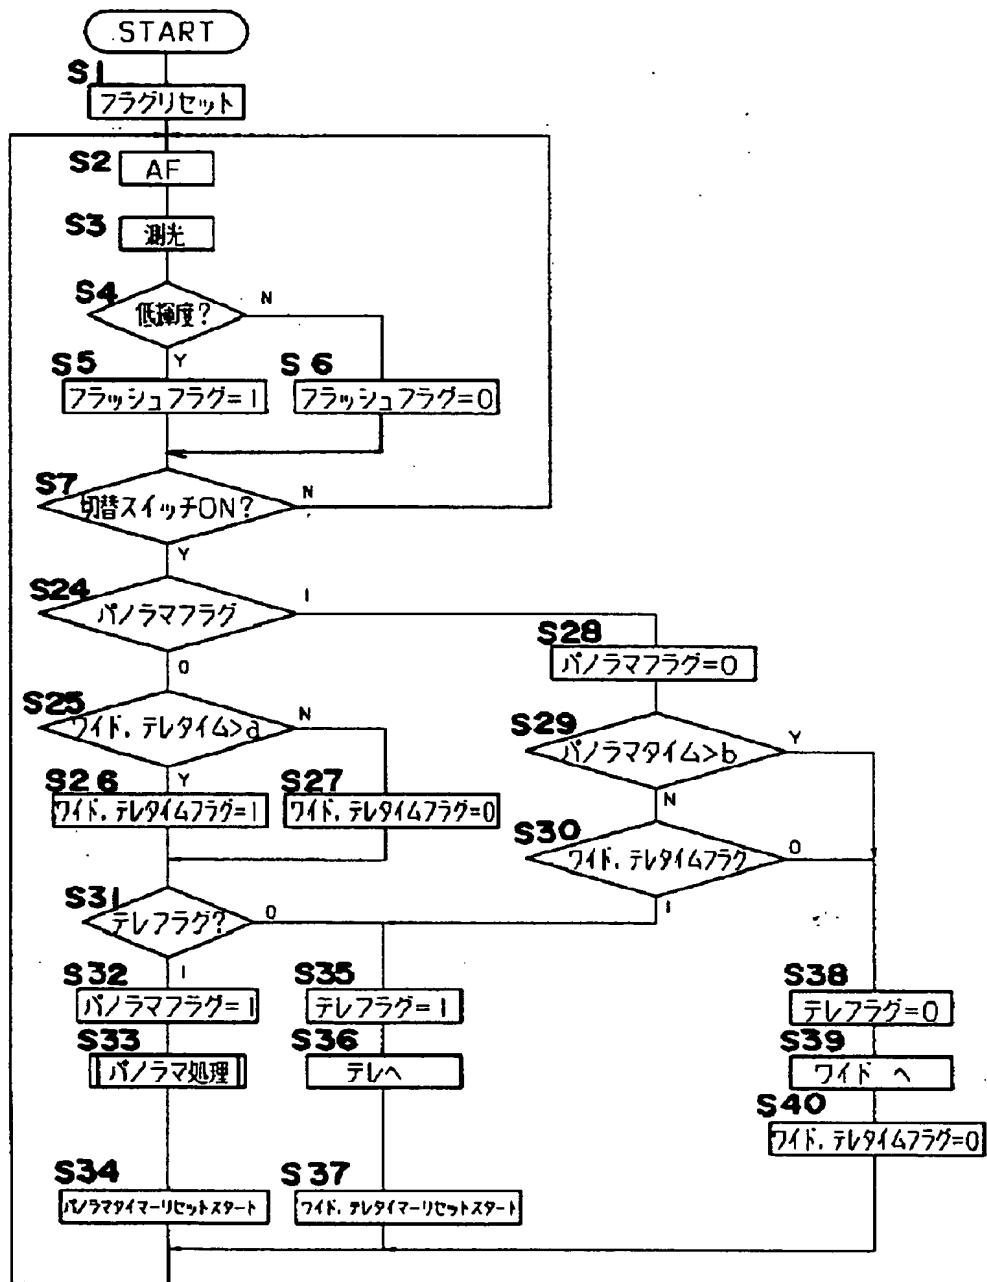 START
S1
フラグリセット
S2
AF
S3
測光
S4
低輝度?
N
Y
S5
フラッシュフラグ=1
S6
フラッシュフラグ=0
S7
切替スイッチON?
N
Y
S24
パノラマフラグ
1
0
S28
パノラマフラグ=0
S25
ワイド.テレタイム>a
N
Y
S29
パノラマタイム>b
Y
N
S26
ワイド.テレタイムフラグ=1
S27
ワイド.テレタイムフラグ=0
S30
ワイド.テレタイムフラグ
0
1
S31
テレフラグ?
0
1
S32
パノラマフラグ=1
S35
テレフラグ=1
S38
テレフラグ=0
S33
パノラマ処理
S36
テレへ
S39
ワイド へ
S40
ワイド.テレタイムフラグ=0
S34
パノラマタイマーリセットスタート
S37
ワイド.テレタイマーリセットスタート